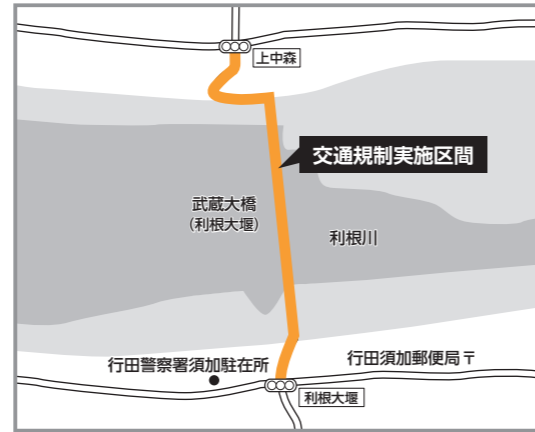 上中森
交通規制実施区間
武蔵大橋
(利根大堰)
利根川
行田警察署須加駐在所
行田須加郵便局〒
利根大堰